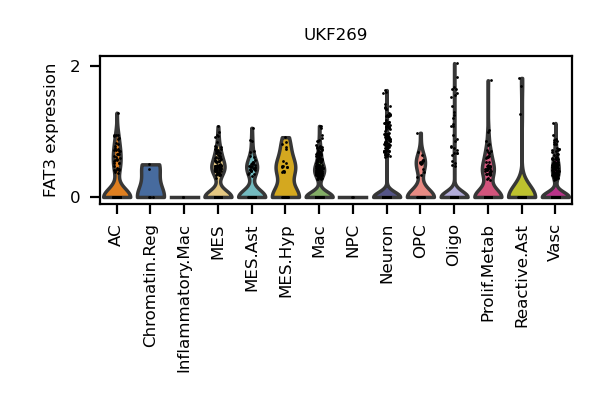 UKF269
FAT3 expression
2
0
AC
Chromatin.Reg
Inflammatory.Mac
MES
MES.Ast
MES.Hyp
Mac
NPC
Neuron
OPC
Oligo
Prolif.Metab
Reactive.Ast
Vasc